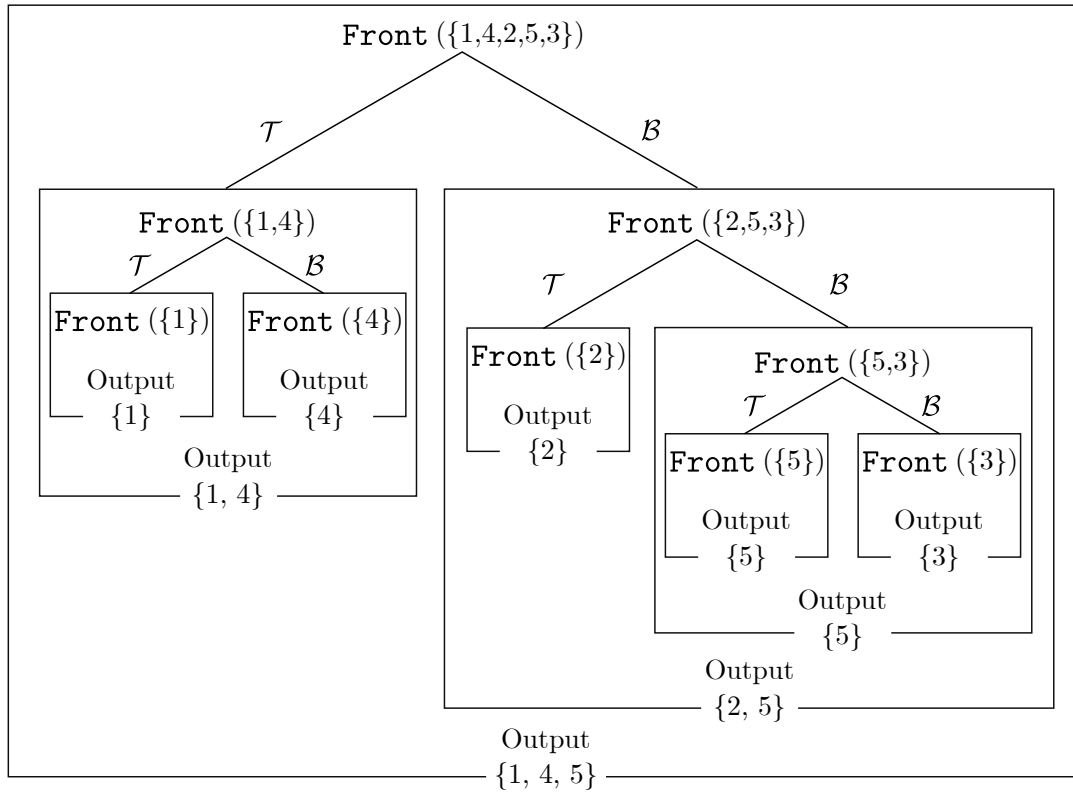 Front ({1,4,2,5,3})
𝒯
ℬ
Front ({1,4})
𝒯
ℬ
Front ({1})
Output
{1}
Front ({4})
Output
{4}
Output
{1, 4}
Front ({2,5,3})
𝒯
ℬ
Front ({2})
Output
{2}
Front ({5,3})
𝒯
ℬ
Front ({5})
Output
{5}
Front ({3})
Output
{3}
Output
{5}
Output
{2, 5}
Output
{1, 4, 5}